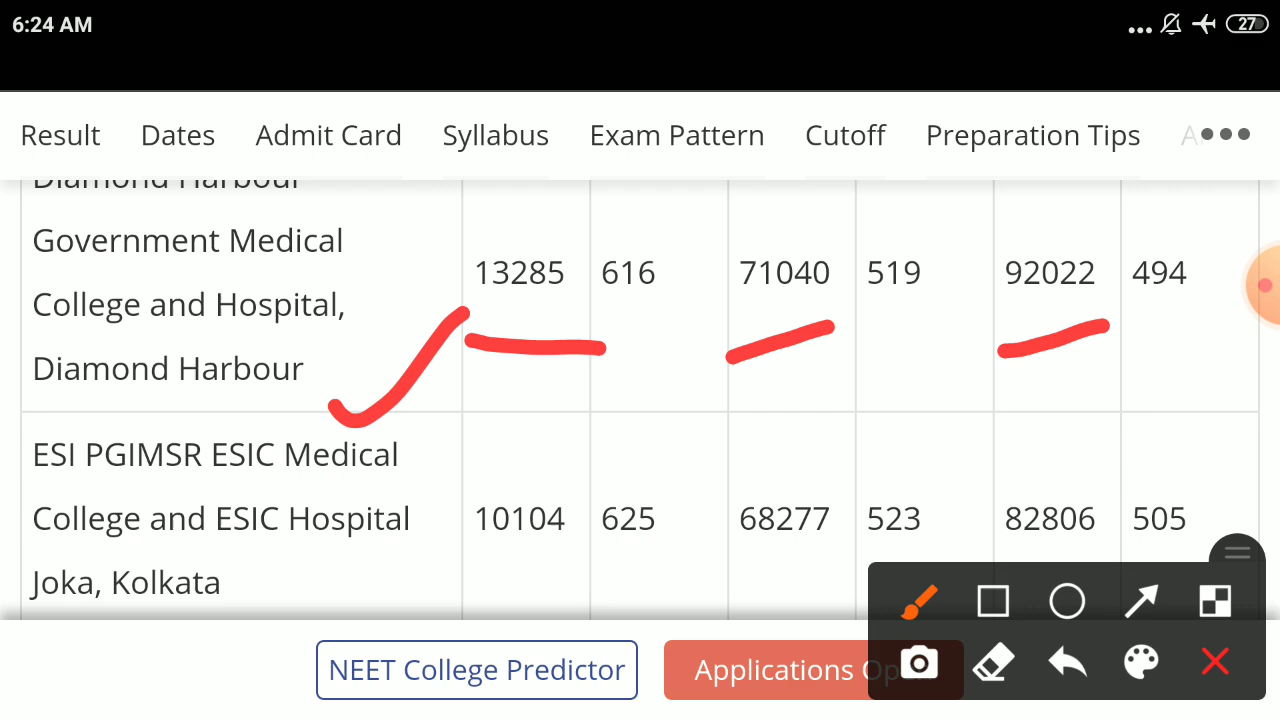 6:24 AM
27
Result Dates Admit Card Syllabus Exam Pattern Cutoff Preparation Tips
Diamond Harbour
Government Medical
College and Hospital,
Diamond Harbour
13285 616 71040 519 92022 494
ESI PGIMSR ESIC Medical
College and ESIC Hospital
Joka, Kolkata
10104 625 68277 523 82806 505
NEET College Predictor
Applications